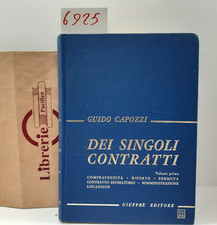 6925
GUIDO CAPOZZI
DEI SINGOLI
CONTRATTI
Volume primo
COMPRAVENDITA · RIPORTO · PERMUTA
CONTRATTO ESTIMATORIO · SOMMINISTRAZIONE
LOCAZIONE
GIUFFRÈ EDITORE
Librerie